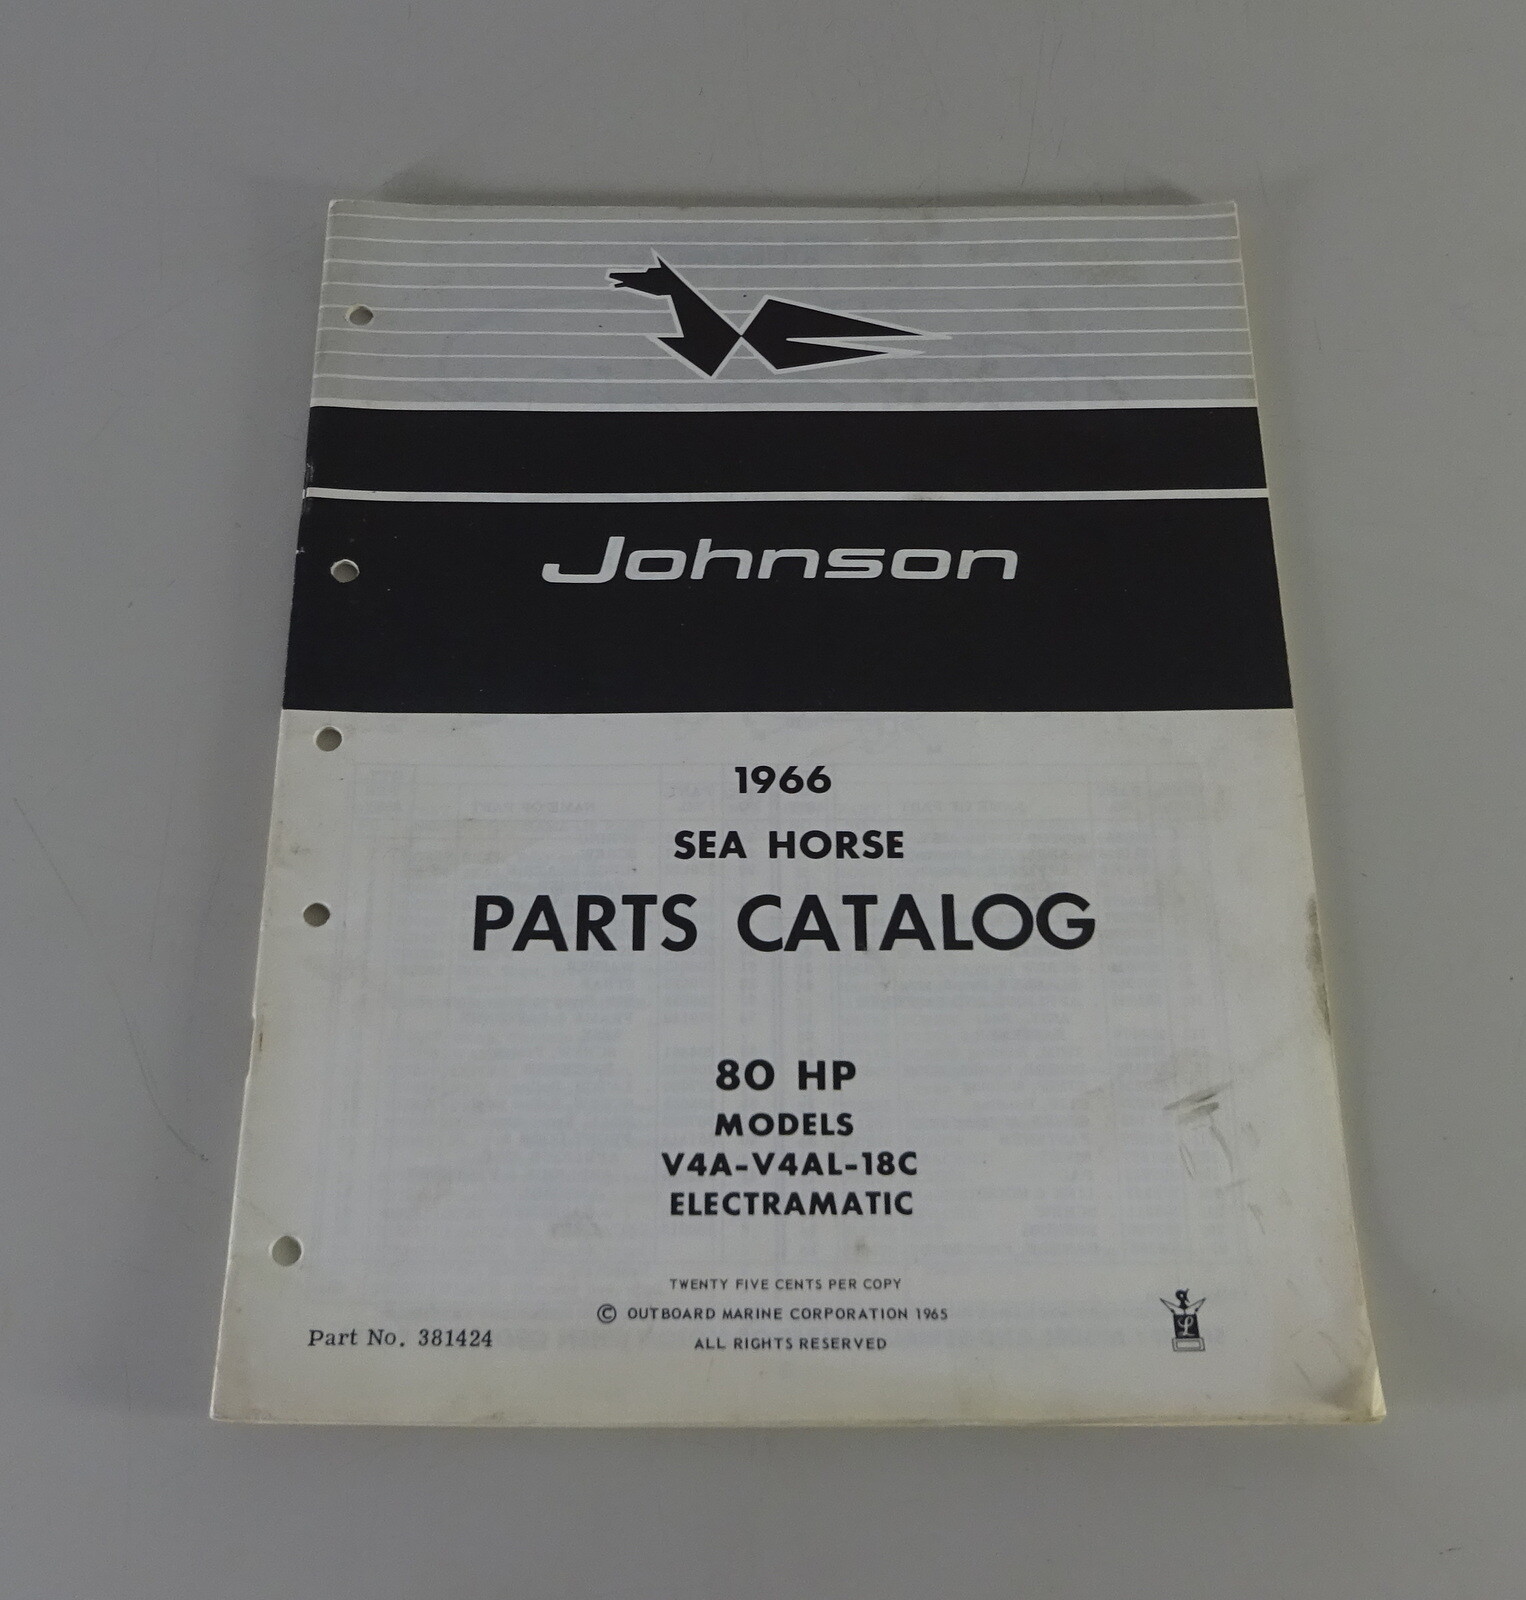 Johnson
1966
SEA HORSE
PARTS CATALOG
80 HP
MODELS
V4A-V4AL-18C
ELECTRAMATIC
TWENTY FIVE CENTS PER COPY
© OUTBOARD MARINE CORPORATION 1965
ALL RIGHTS RESERVED
Part No. 381424
L